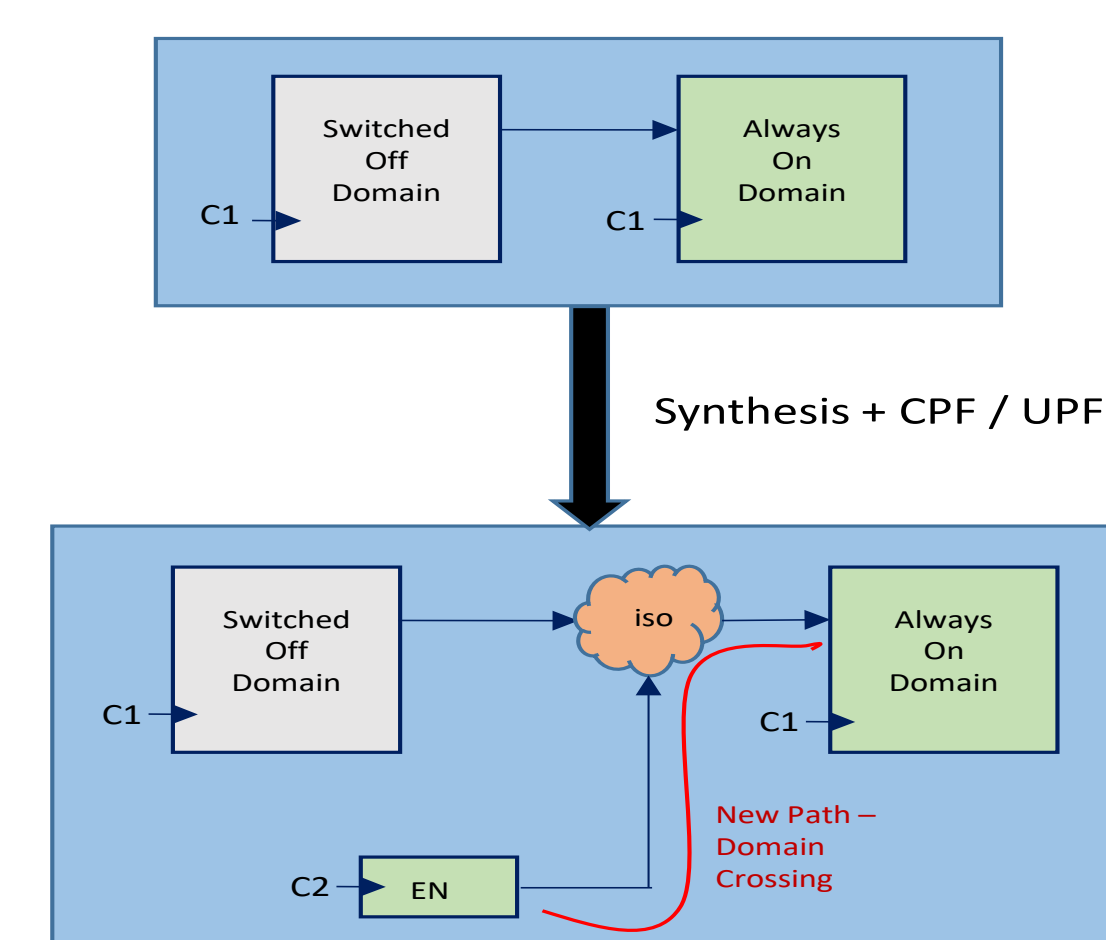 Switched
Off
Domain
Always
On
Domain
C1
C1
Synthesis + CPF / UPF
Switched
Off
Domain
iso
Always
On
Domain
C1
C1
New Path –
Domain
Crossing
C2
EN